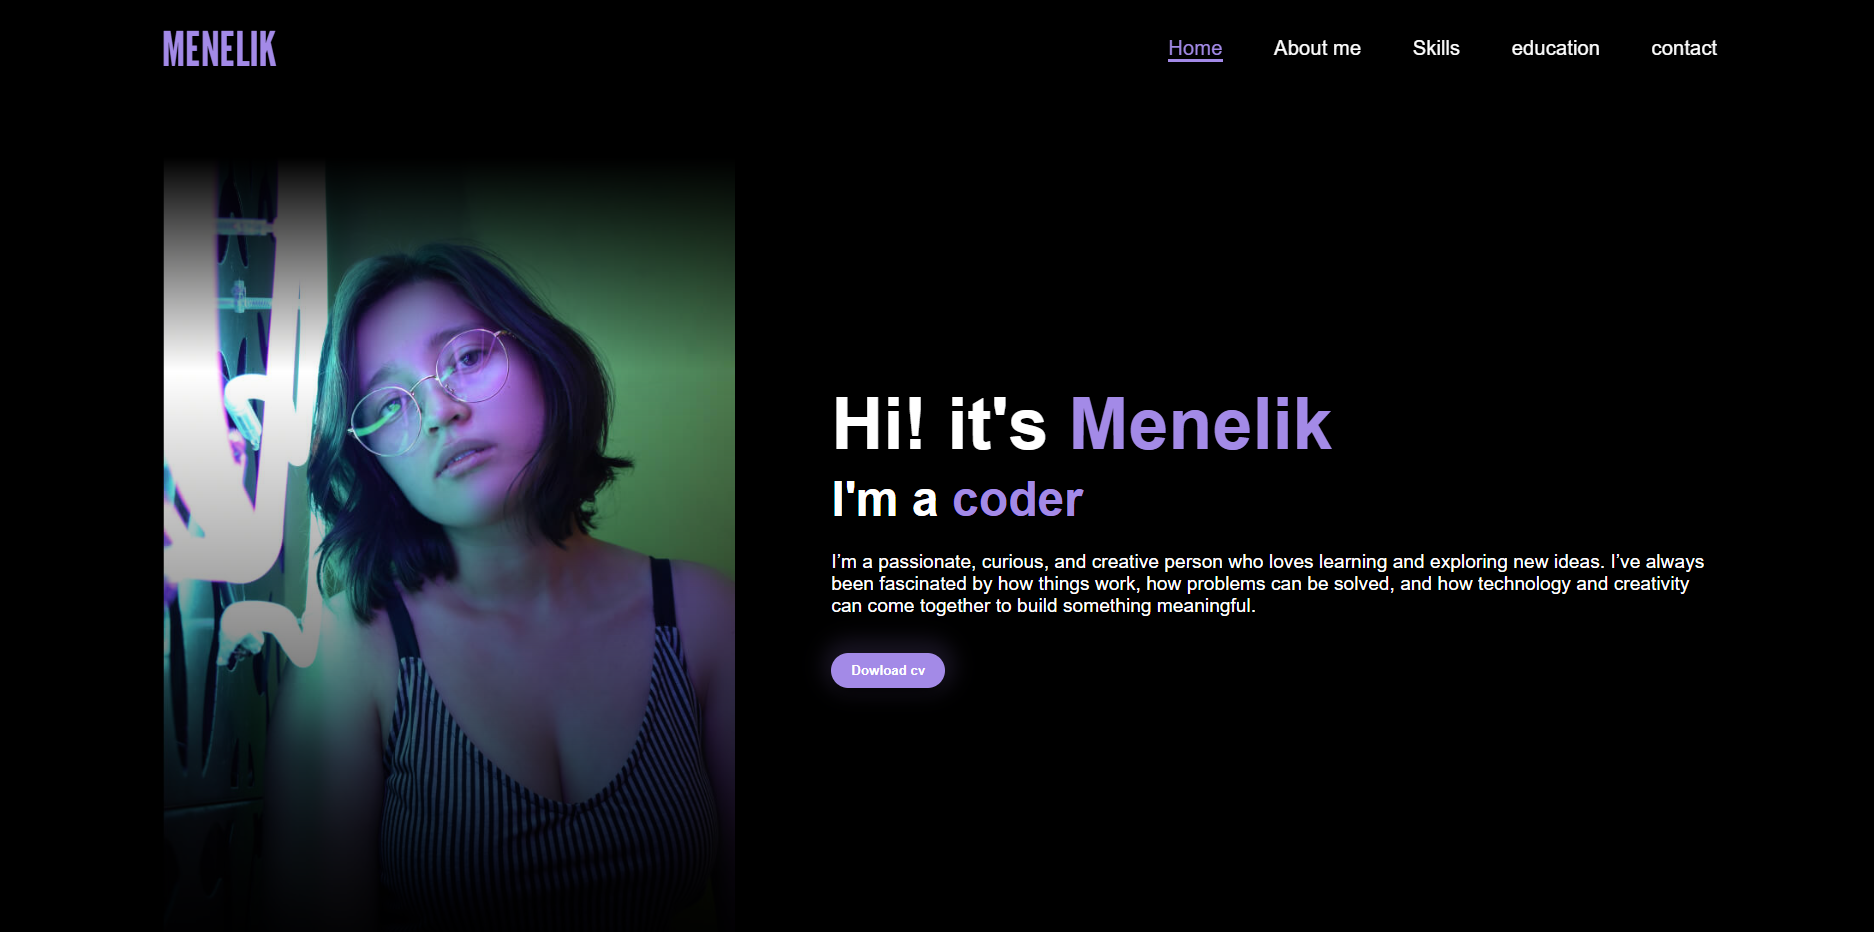 MENELIK
Home About me Skills education contact
Hi! it's Menelik
I'm a coder
I’m a passionate, curious, and creative person who loves learning and exploring new ideas. I’ve always
been fascinated by how things work, how problems can be solved, and how technology and creativity
can come together to build something meaningful.
Dowload cv